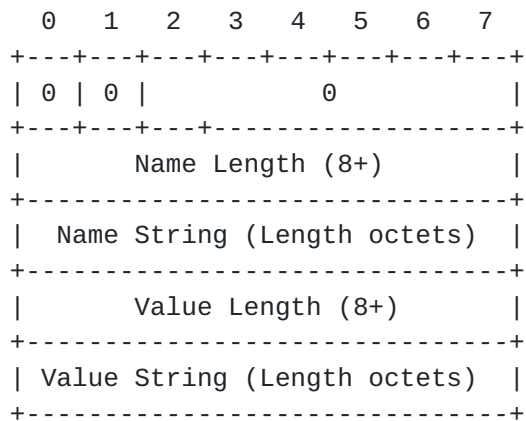 0   1   2   3   4   5   6   7
+---+---+---+---+---+---+---+---+
| 0 | 0 |           0           |
+---+---+---+-------------------+
|       Name Length (8+)        |
+-------------------------------+
|  Name String (Length octets)  |
+-------------------------------+
|       Value Length (8+)       |
+-------------------------------+
| Value String (Length octets)  |
+-------------------------------+